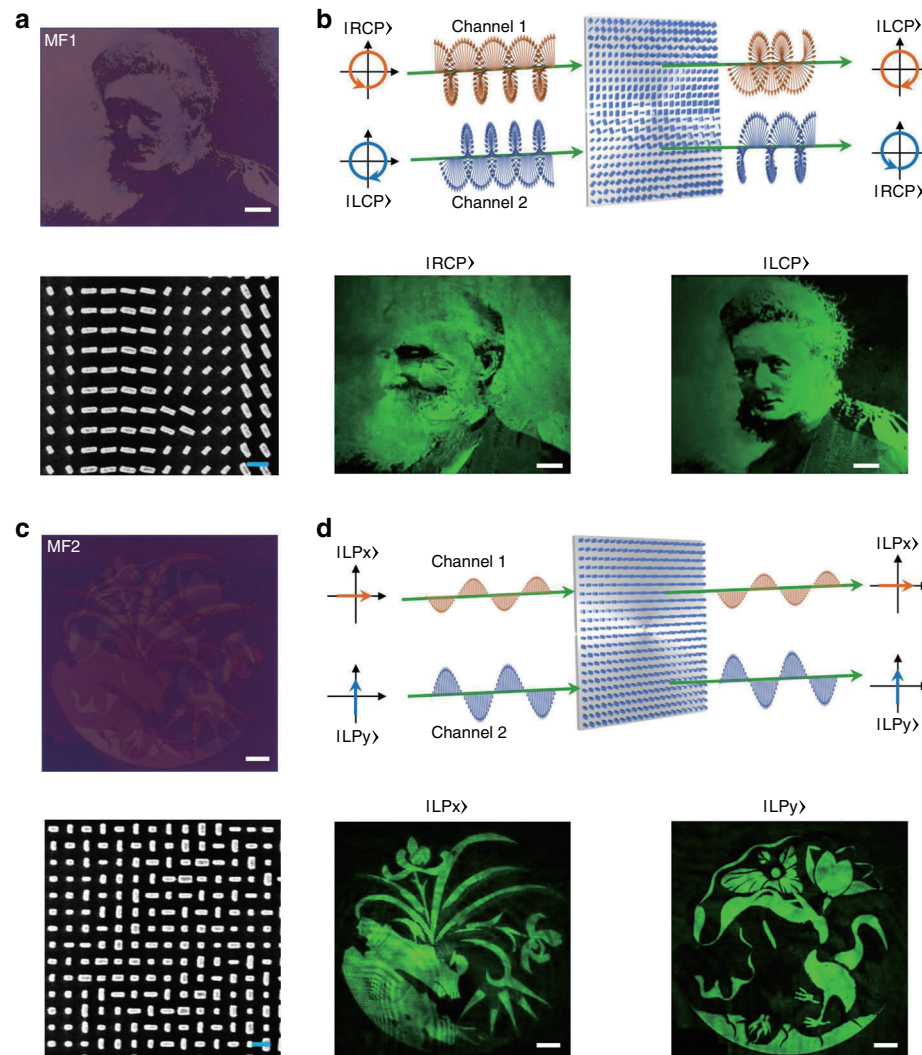 a
MF1
b
|RCP⟩
Channel 1
|LCP⟩
|LCP⟩
Channel 2
|RCP⟩
|RCP⟩
|LCP⟩
c
MF2
d
|LPx⟩
Channel 1
|LPx⟩
|LPy⟩
Channel 2
|LPy⟩
|LPx⟩
|LPy⟩